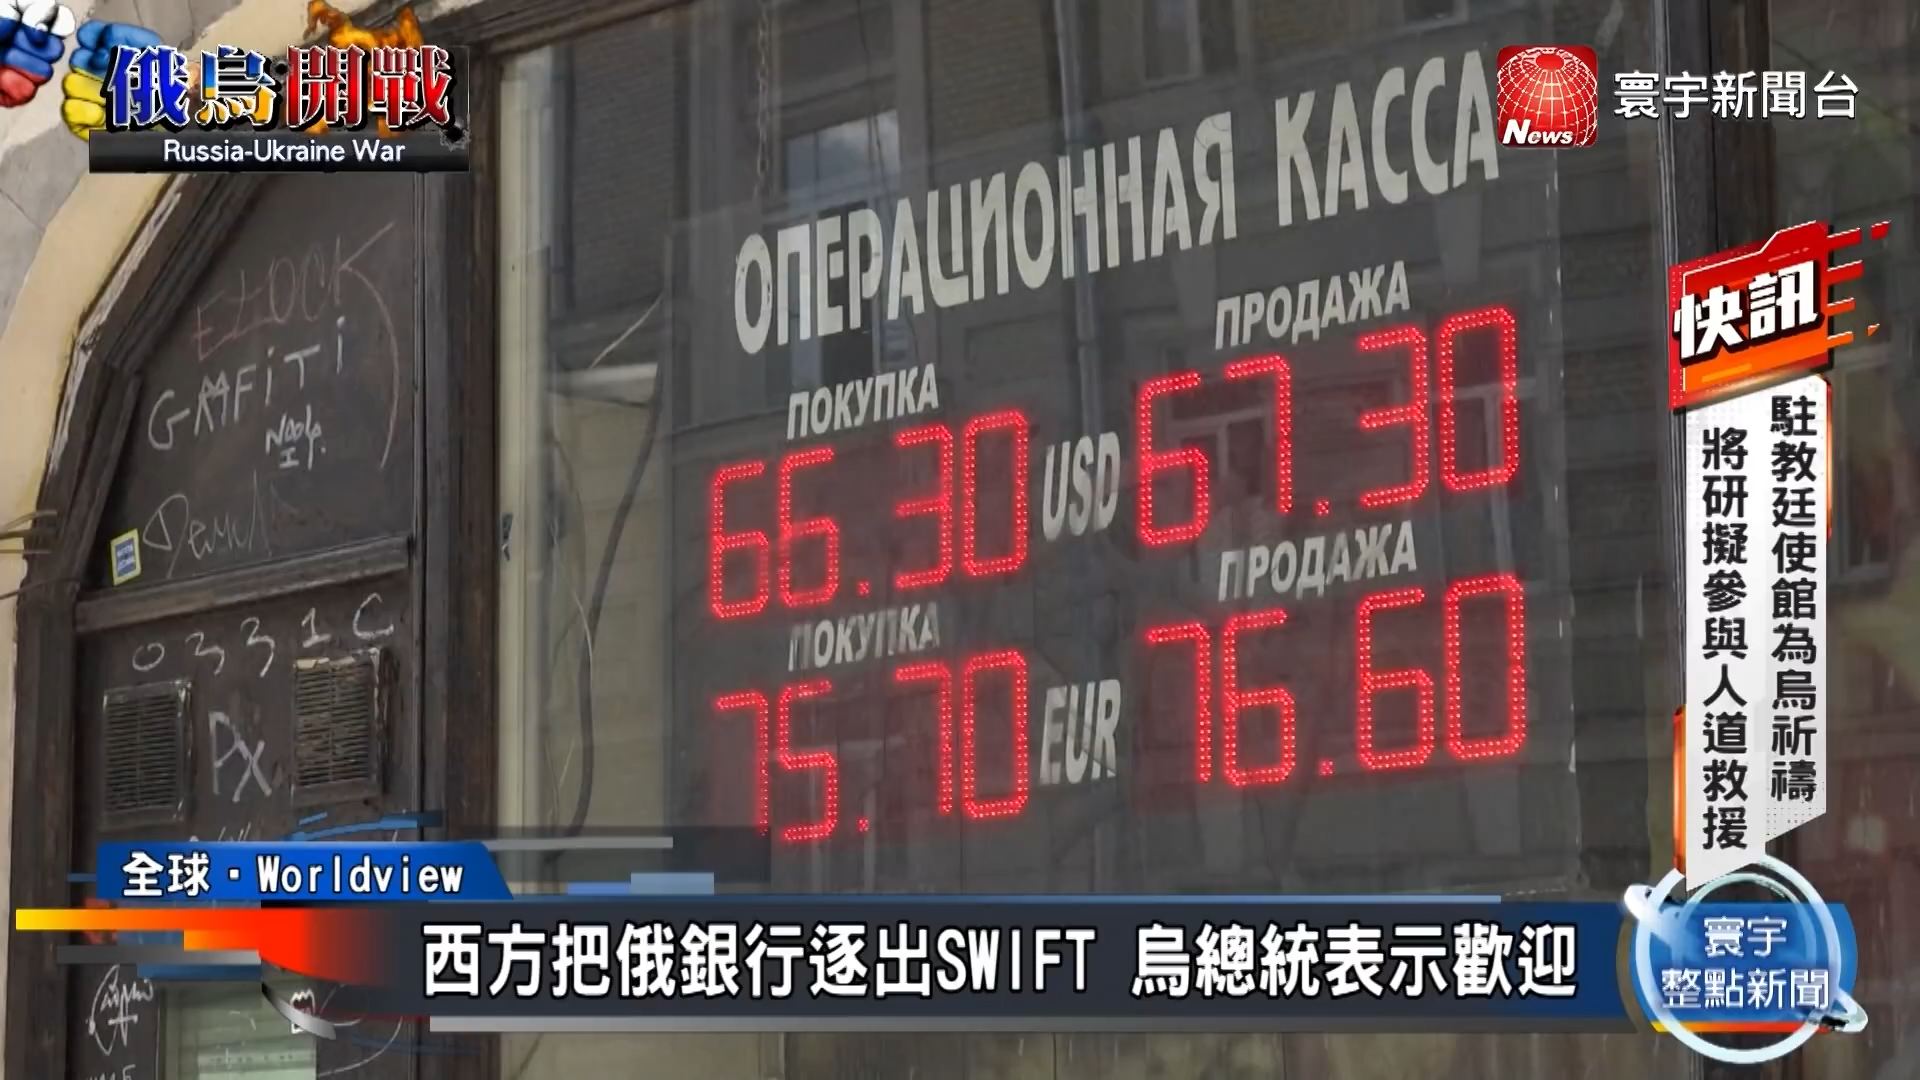 俄烏開戰
Russia-Ukraine War
News
寰宇新聞台
ОПЕРАЦИОННАЯ КАССА
ПОКУПКА
ПРОДАЖА
66.30 USD 67.30
ПОКУПКА
ПРОДАЖА
75.70 EUR 76.60
GRAFiTi
0331C
PX
快訊
駐教廷使館為烏祈禱
將研擬參與人道救援
全球·Worldview
西方把俄銀行逐出SWIFT 烏總統表示歡迎
寰宇
整點新聞